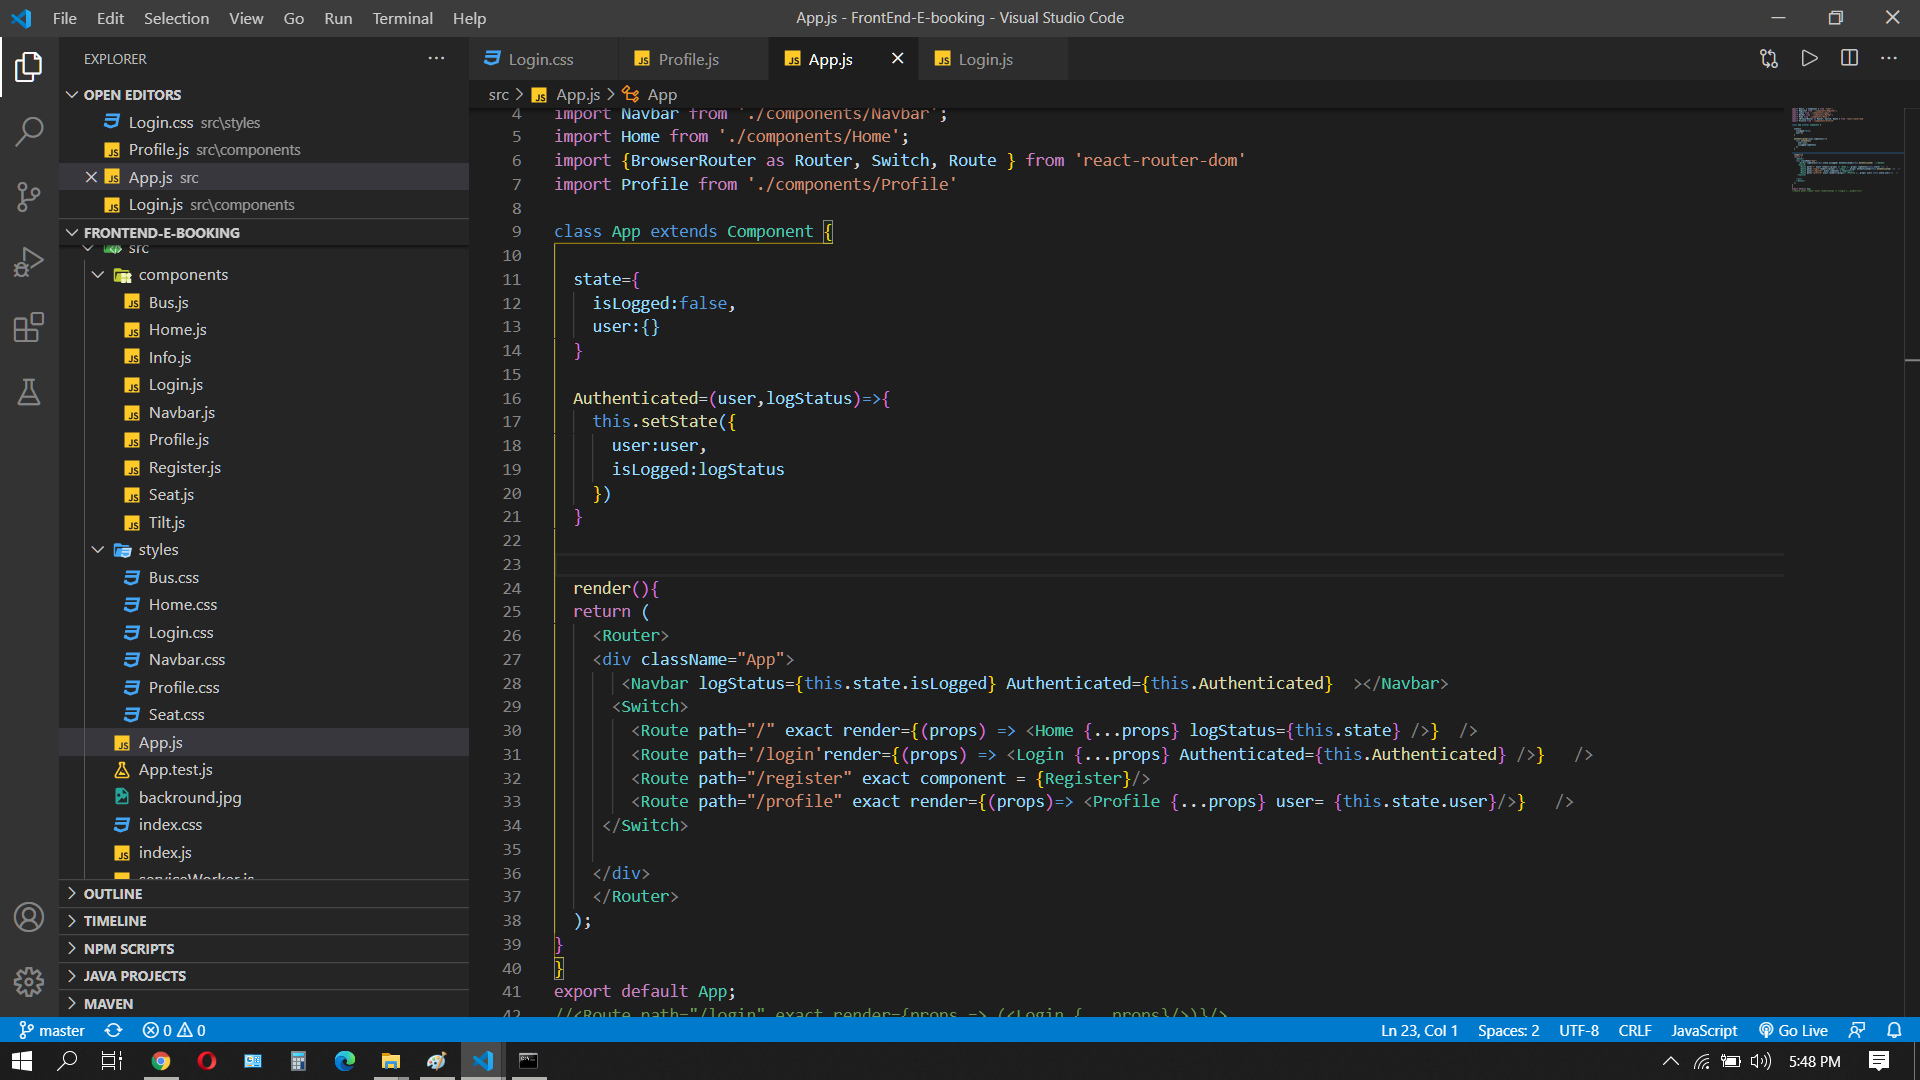 File Edit Selection View Go Run Terminal Help
App.js - FrontEnd-E-booking - Visual Studio Code
EXPLORER
OPEN EDITORS
Login.css src\styles
Profile.js src\components
App.js src
Login.js src\components
FRONTEND-E-BOOKING
src
components
Bus.js
Home.js
Info.js
Login.js
Navbar.js
Profile.js
Register.js
Seat.js
Tilt.js
styles
Bus.css
Home.css
Login.css
Navbar.css
Profile.css
Seat.css
App.js
App.test.js
backround.jpg
index.css
index.js
serviceWorker.js
OUTLINE
TIMELINE
NPM SCRIPTS
JAVA PROJECTS
MAVEN
Login.css Profile.js App.js Login.js
src App.js App
4 import Navbar from './components/Navbar';
5 import Home from './components/Home';
6 import {BrowserRouter as Router, Switch, Route } from 'react-router-dom'
7 import Profile from './components/Profile'
8
9 class App extends Component {
10
11 state={
12 isLogged:false,
13 user:{}
14 }
15
16 Authenticated=(user,logStatus)=>{
17 this.setState({
18 user:user,
19 isLogged:logStatus
20 })
21 }
22
23
24 render(){
25 return (
26 <Router>
27 <div className="App">
28 <Navbar logStatus={this.state.isLogged} Authenticated={this.Authenticated}  ></Navbar>
29 <Switch>
30 <Route path="/" exact render={(props) => <Home {...props} logStatus={this.state} />}  />
31 <Route path='/login'render={(props) => <Login {...props} Authenticated={this.Authenticated} />}   />
32 <Route path="/register" exact component = {Register}/>
33 <Route path="/profile" exact render={(props)=> <Profile {...props} user= {this.state.user}/>}   />
34 </Switch>
35
36 </div>
37 </Router>
38 );
39 }
40 }
41 export default App;
42 //<Route path="/login" exact render={props => (<Login {...props}/>)}/>
master 0 0
Ln 23, Col 1 Spaces: 2 UTF-8 CRLF JavaScript Go Live
5:48 PM